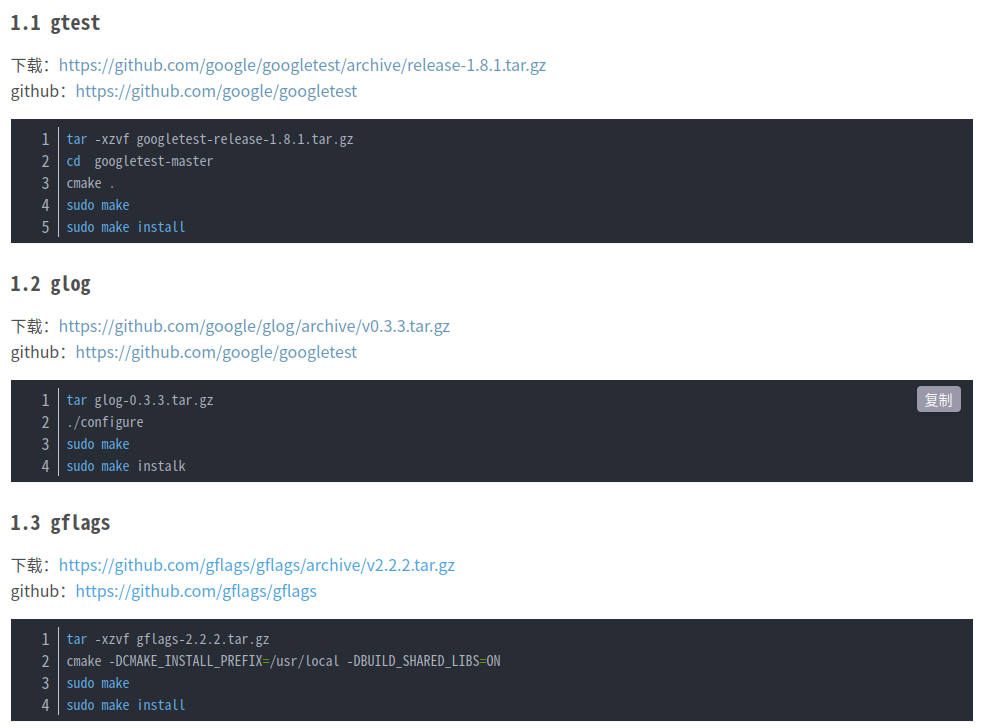 1.1 gtest
下载：https://github.com/google/googletest/archive/release-1.8.1.tar.gz
github：https://github.com/google/googletest
1 tar -xzvf googletest-release-1.8.1.tar.gz
2 cd  googletest-master
3 cmake .
4 sudo make
5 sudo make install
1.2 glog
下载：https://github.com/google/glog/archive/v0.3.3.tar.gz
github：https://github.com/google/googletest
复制
1 tar glog-0.3.3.tar.gz
2 ./configure
3 sudo make
4 sudo make instalk
1.3 gflags
下载：https://github.com/gflags/gflags/archive/v2.2.2.tar.gz
github：https://github.com/gflags/gflags
1 tar -xzvf gflags-2.2.2.tar.gz
2 cmake -DCMAKE_INSTALL_PREFIX=/usr/local -DBUILD_SHARED_LIBS=ON
3 sudo make
4 sudo make install